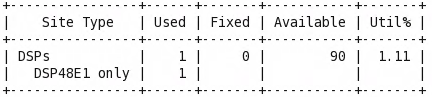 +----------------+------+-------+-----------+-------+
|    Site Type   | Used | Fixed | Available | Util% |
+----------------+------+-------+-----------+-------+
| DSPs           |    1 |     0 |        90 |  1.11 |
|   DSP48E1 only |    1 |       |           |       |
+----------------+------+-------+-----------+-------+